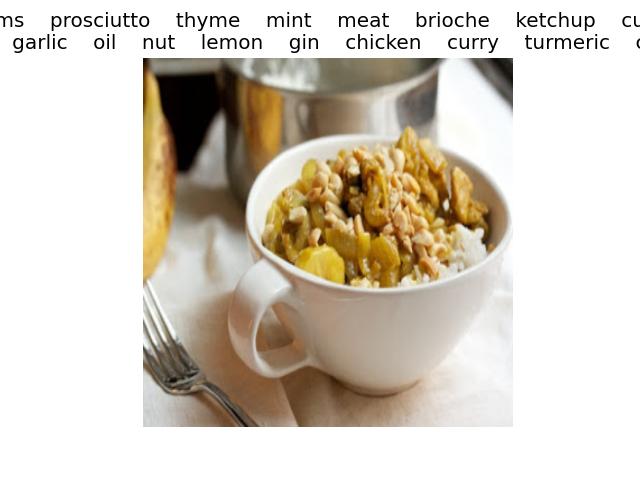 prosciutto thyme mint meat brioche ketchup
garlic oil nut lemon gin chicken curry turmeric